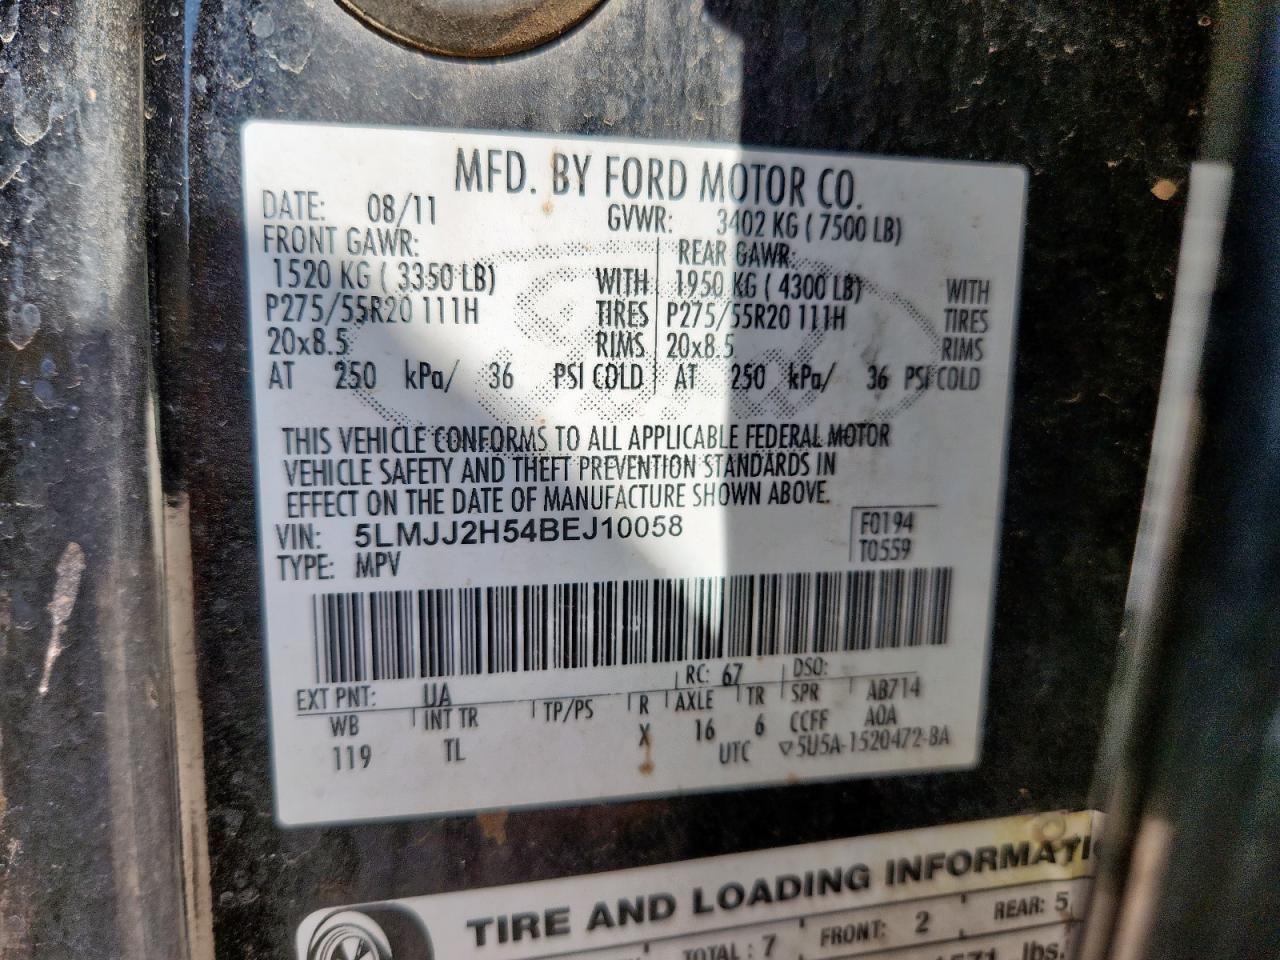 MFD. BY FORD MOTOR CO.
DATE: 08/11 GVWR: 3402 KG ( 7500 LB)
FRONT GAWR: REAR GAWR:
1520 KG ( 3350 LB) WITH 1950 KG ( 4300 LB) WITH
P275/55R20 111H TIRES P275/55R20 111H TIRES
20x8.5 RIMS 20x8.5 RIMS
AT 250 kPa/ 36 PSI COLD AT 250 kPa/ 36 PSI COLD
THIS VEHICLE CONFORMS TO ALL APPLICABLE FEDERAL MOTOR
VEHICLE SAFETY AND THEFT PREVENTION STANDARDS IN
EFFECT ON THE DATE OF MANUFACTURE SHOWN ABOVE.
VIN: 5LMJJ2H54BEJ10058 F0194
TYPE: MPV T0559
EXT PNT: UA RC: 67 DSO:
WB INT TR TP/PS R AXLE TR SPR AB714
119 TL X 16 6 CCFF AOA
UTC ▽5U5A-1520472-BA
TIRE AND LOADING
TOTAL : 7 FRONT: 2 REAR: 5
lbs.